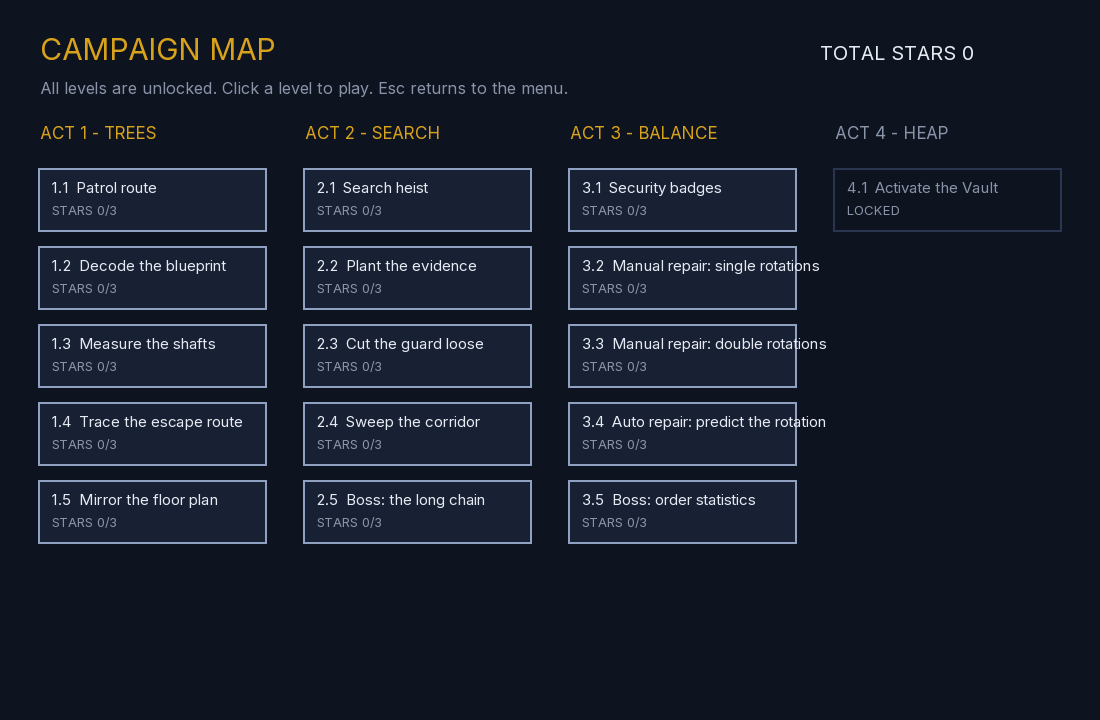 CAMPAIGN MAP
TOTAL STARS 0
All levels are unlocked. Click a level to play. Esc returns to the menu.
ACT 1 - TREES
1.1 Patrol route
STARS 0/3
1.2 Decode the blueprint
STARS 0/3
1.3 Measure the shafts
STARS 0/3
1.4 Trace the escape route
STARS 0/3
1.5 Mirror the floor plan
STARS 0/3
ACT 2 - SEARCH
2.1 Search heist
STARS 0/3
2.2 Plant the evidence
STARS 0/3
2.3 Cut the guard loose
STARS 0/3
2.4 Sweep the corridor
STARS 0/3
2.5 Boss: the long chain
STARS 0/3
ACT 3 - BALANCE
3.1 Security badges
STARS 0/3
3.2 Manual repair: single rotations
STARS 0/3
3.3 Manual repair: double rotations
STARS 0/3
3.4 Auto repair: predict the rotation
STARS 0/3
3.5 Boss: order statistics
STARS 0/3
ACT 4 - HEAP
4.1 Activate the Vault
LOCKED